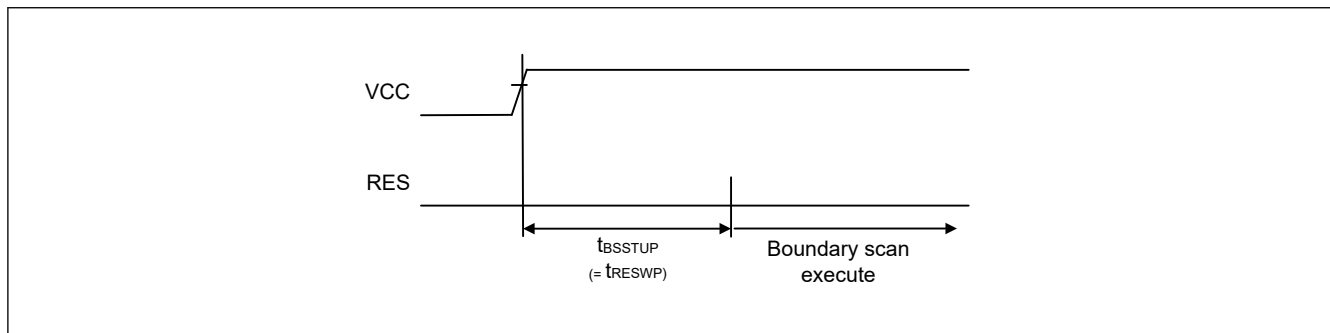 VCC
RES
tBSSTUP
(= tRESWP)
Boundary scan
execute